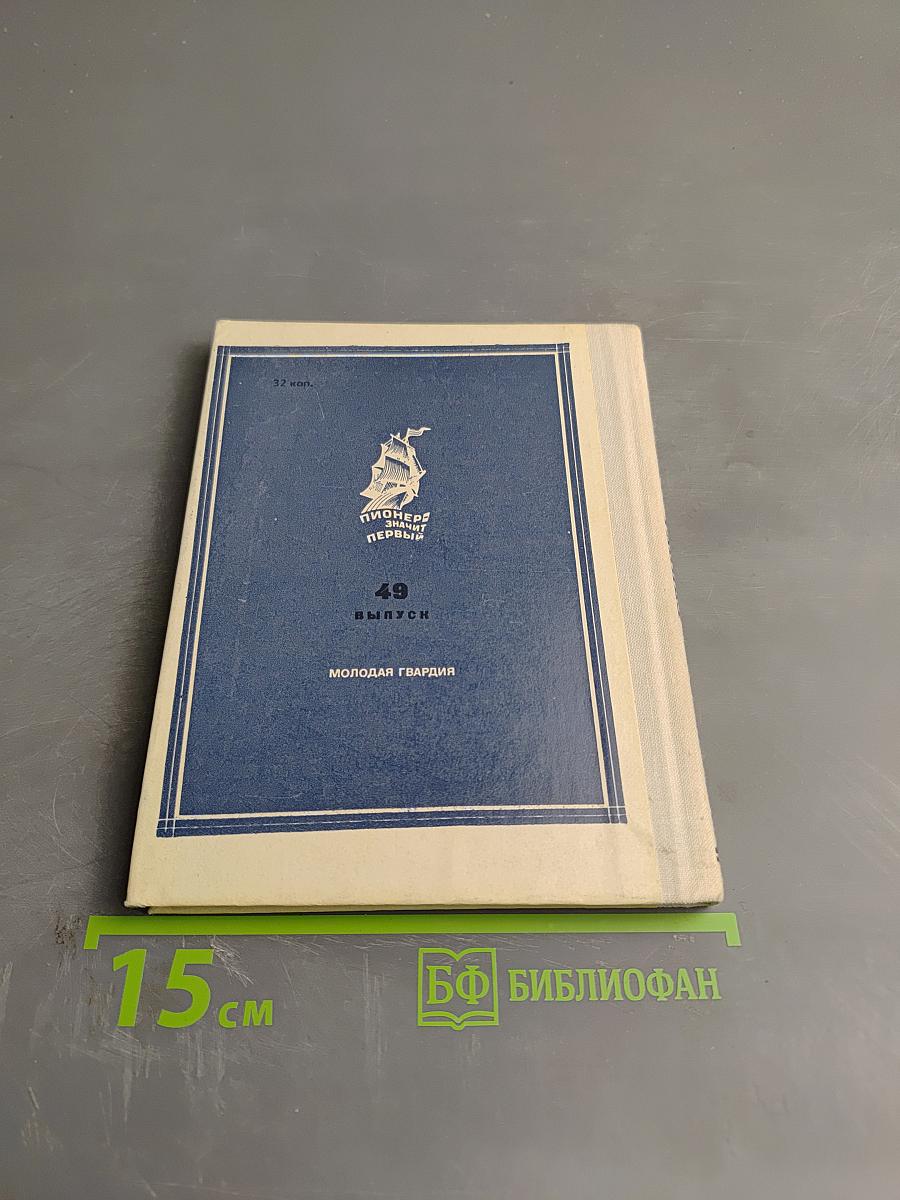 32 коп.
ПИОНЕР—
ЗНАЧИТ
ПЕРВЫЙ
49
ВЫПУСК
МОЛОДАЯ ГВАРДИЯ
15 см
БФ БИБЛИОФАН